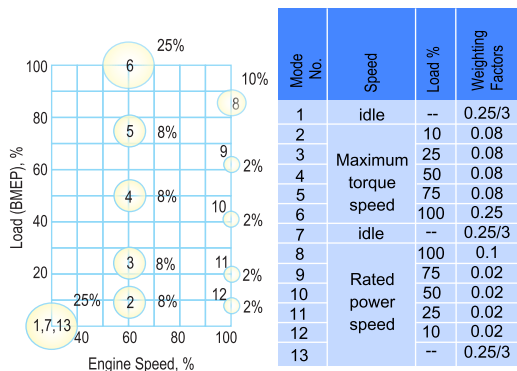 25%
100
6
10%
8
80
5
8%
9
60
2%
4
8%
10
40
2%
3
8%
11
20
2%
25%
2
8%
12
2%
1,7,13
40
60
80
100
Load (BMEP), %
Engine Speed, %
Mode No.
Speed
Load %
Weighting Factors
1 idle -- 0.25/3
2 10 0.08
3 Maximum 25 0.08
4 torque 50 0.08
5 speed 75 0.08
6 100 0.25
7 idle -- 0.25/3
8 100 0.1
9 Rated 75 0.02
10 power 50 0.02
11 speed 25 0.02
12 10 0.02
13 -- 0.25/3